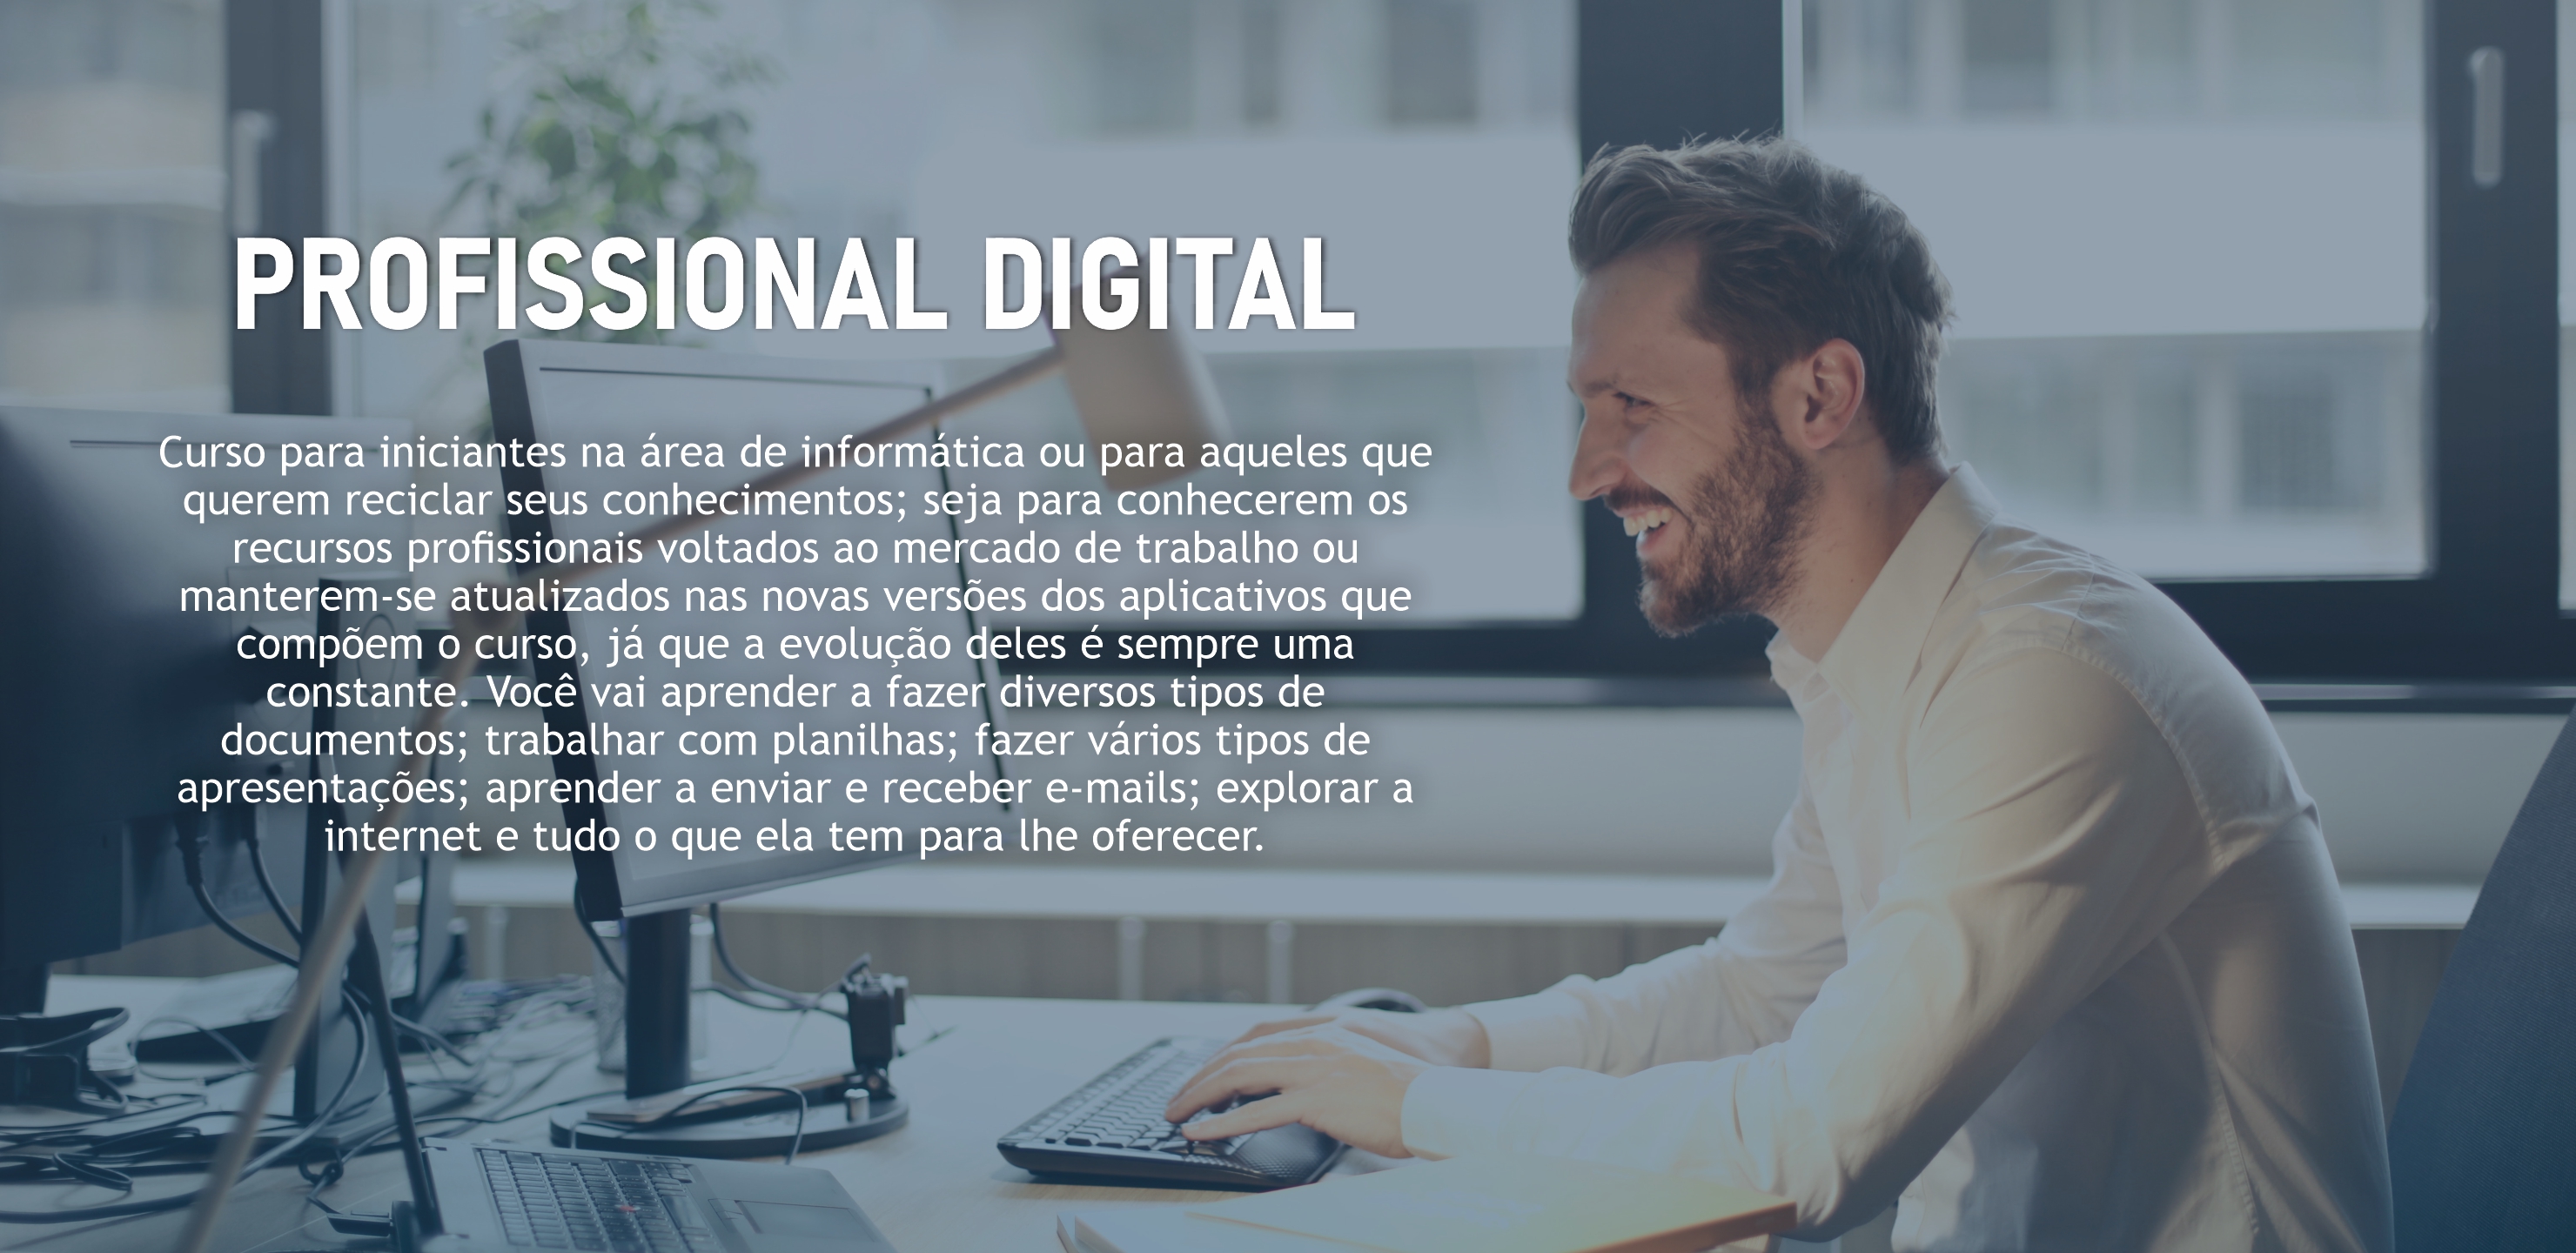 PROFISSIONAL DIGITAL
Curso para iniciantes na área de informática ou para aqueles que
querem reciclar seus conhecimentos; seja para conhecerem os
recursos profissionais voltados ao mercado de trabalho ou
manterem-se atualizados nas novas versões dos aplicativos que
compõem o curso, já que a evolução deles é sempre uma
constante. Você vai aprender a fazer diversos tipos de
documentos; trabalhar com planilhas; fazer vários tipos de
apresentações; aprender a enviar e receber e-mails; explorar a
internet e tudo o que ela tem para lhe oferecer.